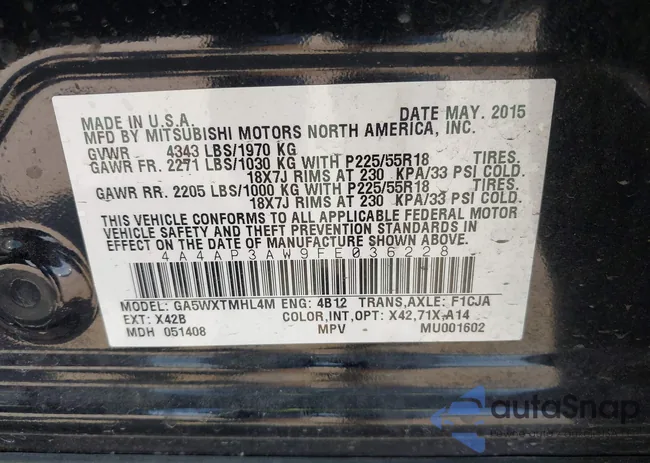 MADE IN U.S.A. DATE MAY. 2015
MFD BY MITSUBISHI MOTORS NORTH AMERICA, INC.
GVWR 4343 LBS/1970 KG
GAWR FR. 2271 LBS/1030 KG WITH P225/55R18 TIRES,
18X7J RIMS AT 230 KPA/33 PSI COLD.
GAWR RR. 2205 LBS/1000 KG WITH P225/55R18 TIRES,
18X7J RIMS AT 230 KPA/33 PSI COLD.
THIS VEHICLE CONFORMS TO ALL APPLICABLE FEDERAL MOTOR
VEHICLE SAFETY AND THEFT PREVENTION STANDARDS IN
EFFECT ON THE DATE OF MANUFACTURE SHOWN ABOVE.
4A4AP3AW9FE036228
MODEL: GA5WXTMHL4M ENG: 4B12 TRANS,AXLE: F1CJA
EXT: X42B COLOR,INT,OPT: X42,71X,A14
MDH 051408 MPV MU001602
autoSnap